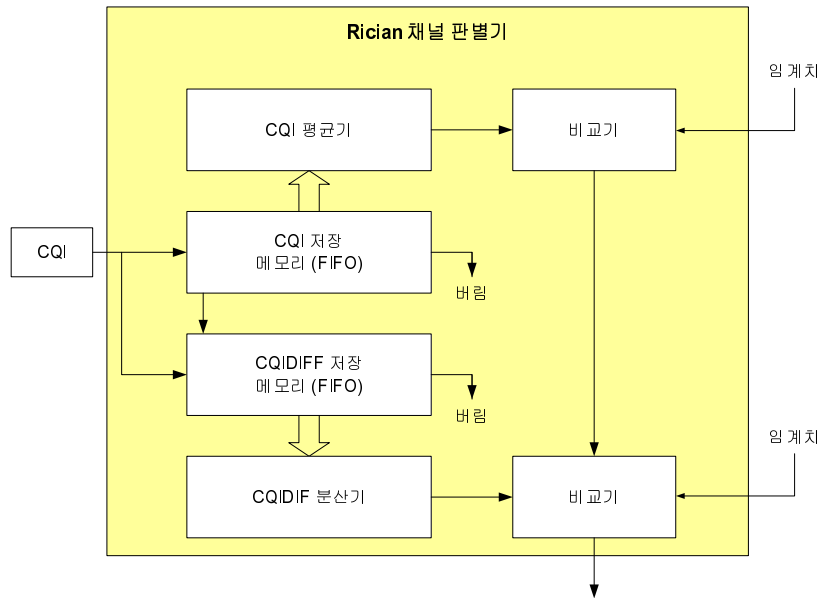 Rician 채널 판별기
임계치
CQI 평균기
비교기
CQI 저장
메모리 (FIFO)
CQI
버림
CQIDIFF 저장
메모리 (FIFO)
버림
임계치
CQIDIF 분산기
비교기